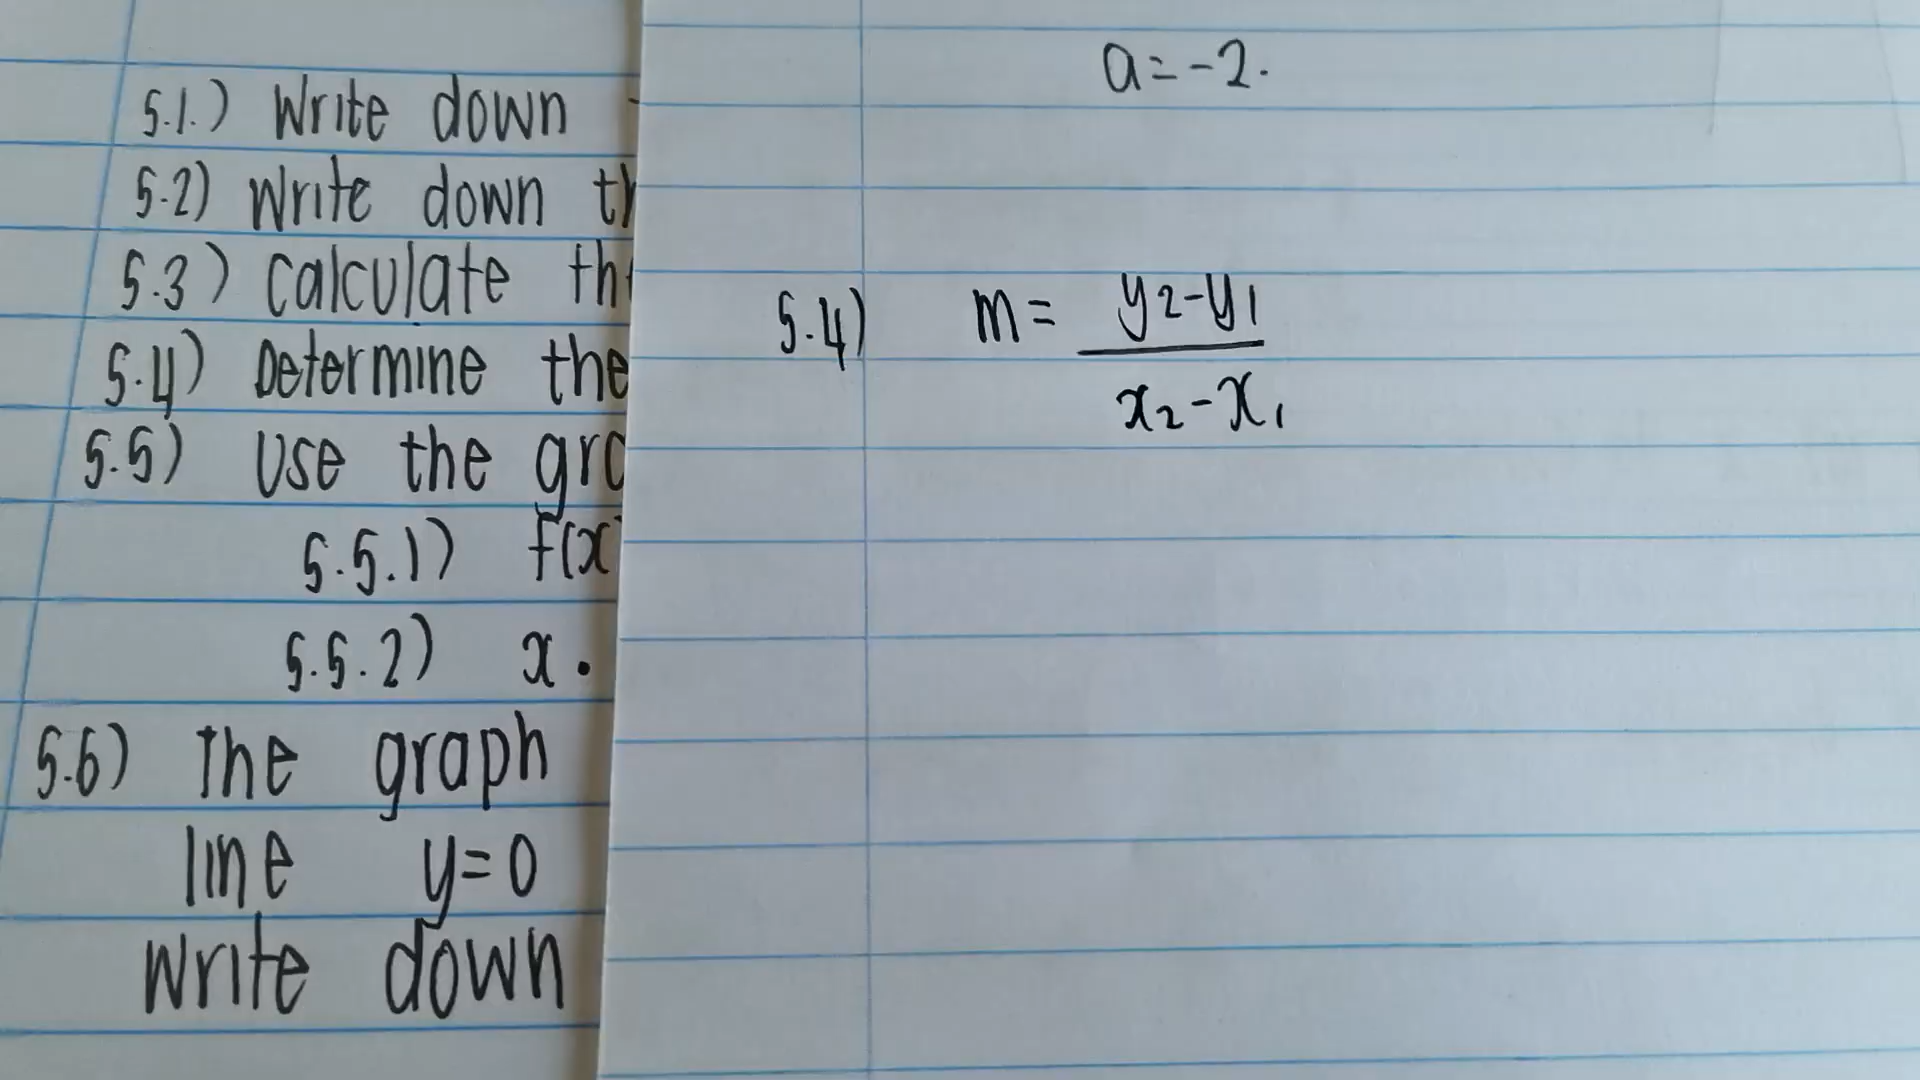 5.1.) Write down
5.2) Write down
5.3) calculate
5.4) Determine the
5.5) Use the
5.5.1) f(x)
5.5.2) x.
5.6) The graph
line y=0
Write down
a=-2.
5.4) m= y2-y1
x2-x1